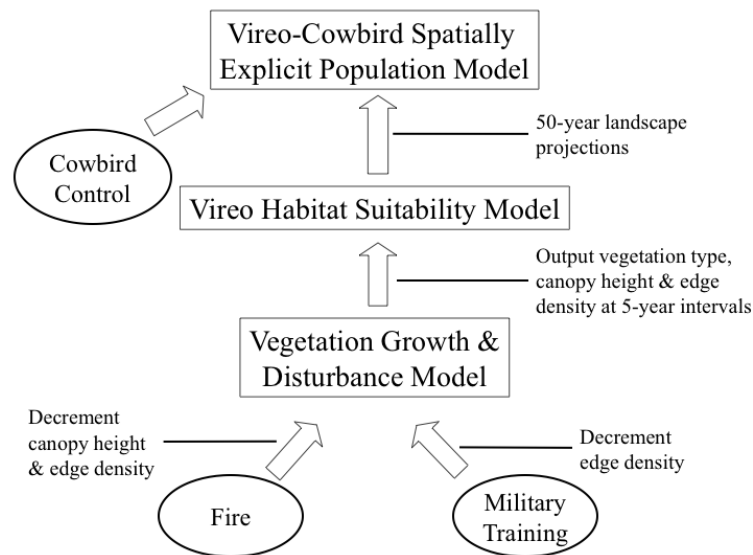 Vireo-Cowbird Spatially
Explicit Population Model
50-year landscape
projections
Cowbird
Control
Vireo Habitat Suitability Model
Output vegetation type,
canopy height & edge
density at 5-year intervals
Vegetation Growth &
Disturbance Model
Decrement
canopy height
& edge density
Decrement
edge density
Fire
Military
Training